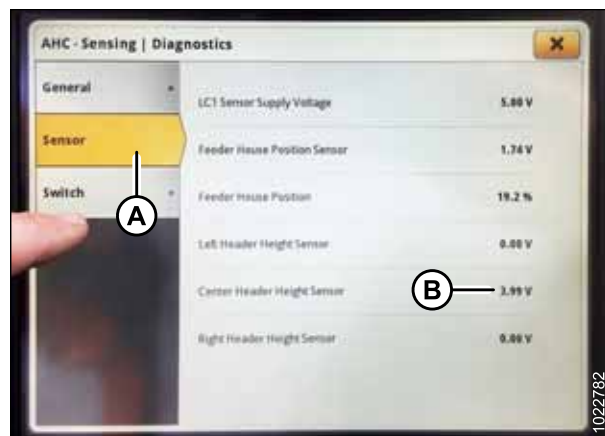 AHC - Sensing | Diagnostics
General
Sensor
Switch
LC1 Sensor Supply Voltage 5.00 V
Feeder House Position Sensor 1.74 V
Feeder House Position 19.2 %
Left Header Height Sensor 0.00 V
Center Header Height Sensor 3.99 V
Right Header Height Sensor 0.00 V
A
B
1022782